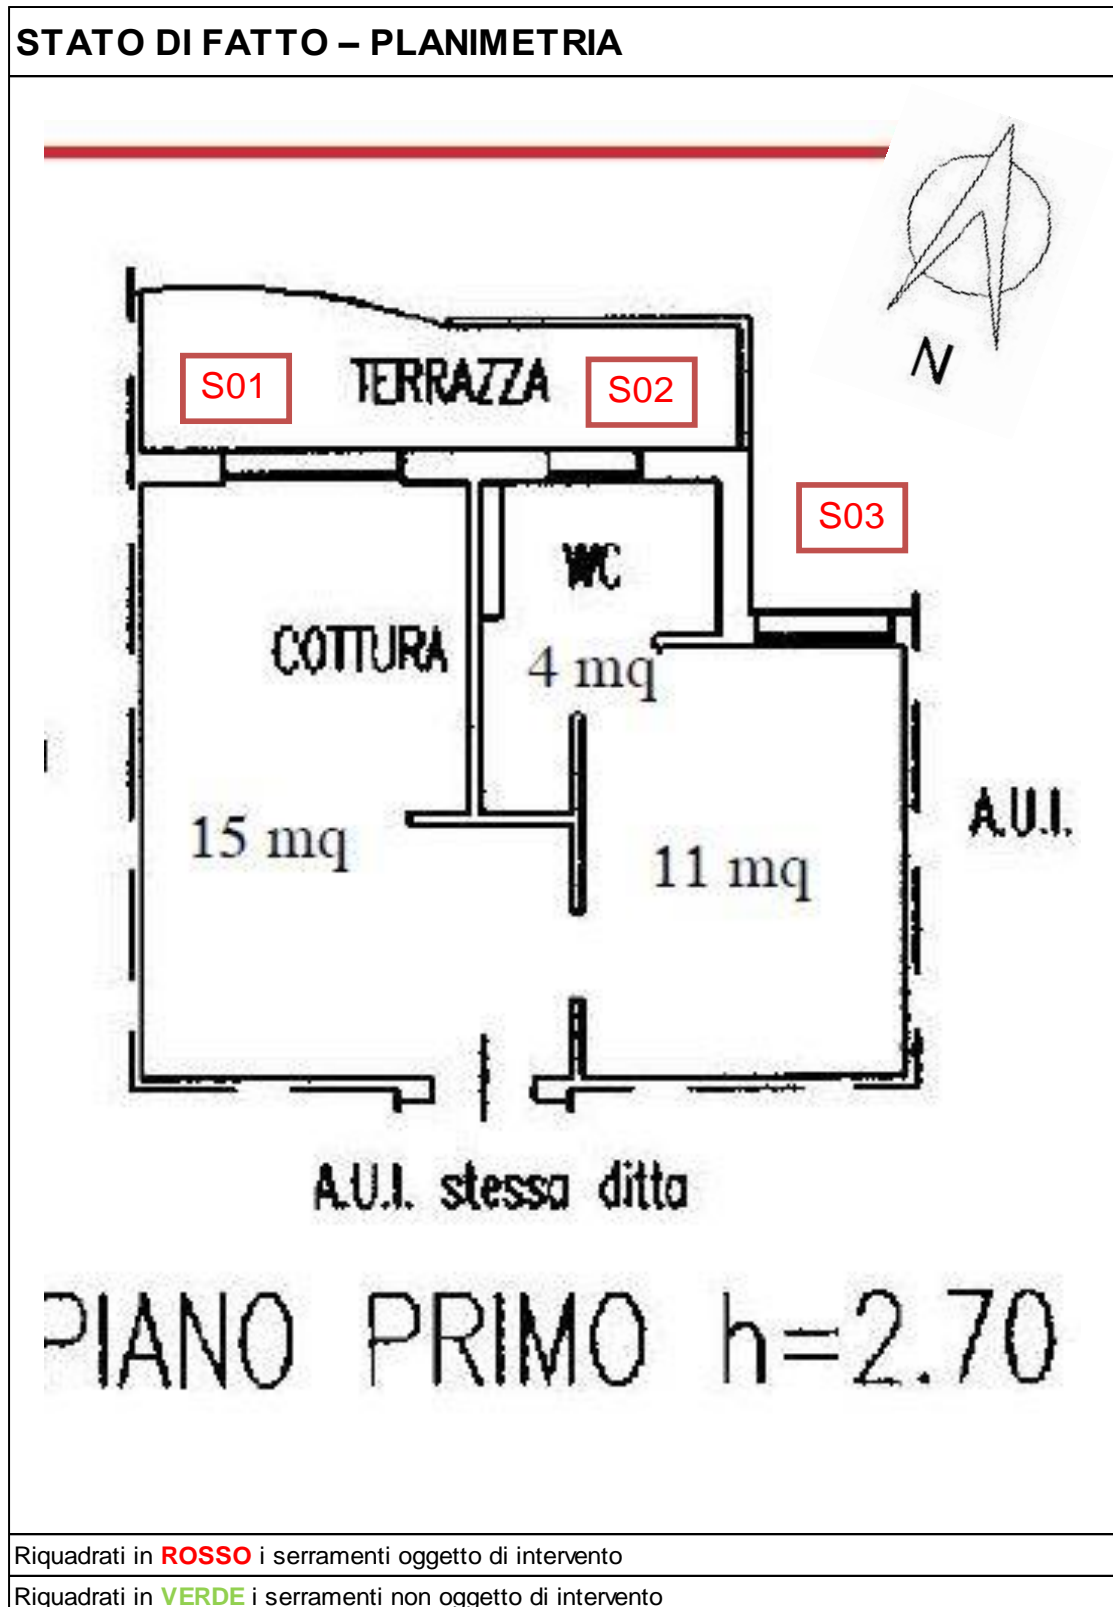 STATO DI FATTO – PLANIMETRIA
N
S01
TERRAZZA
S02
S03
WC
COTTURA
4 mq
A.U.I.
15 mq
11 mq
A.U.I. stessa ditta
PIANO PRIMO h=2.70
Riquadrati in ROSSO i serramenti oggetto di intervento
Riquadrati in VERDE i serramenti non oggetto di intervento